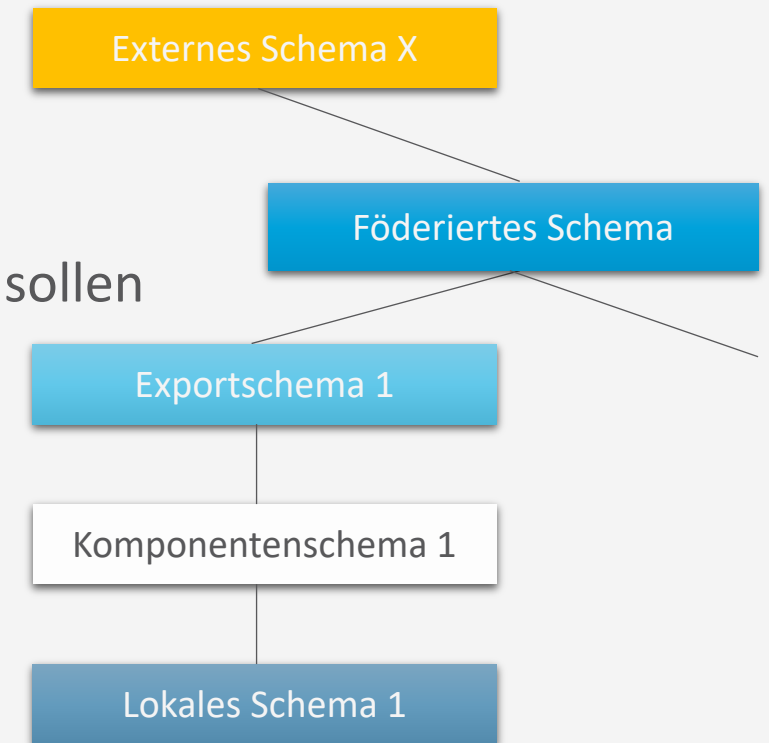 Externes Schema X
Föderiertes Schema
sollen
Exportschema 1
Komponentenschema 1
Lokales Schema 1